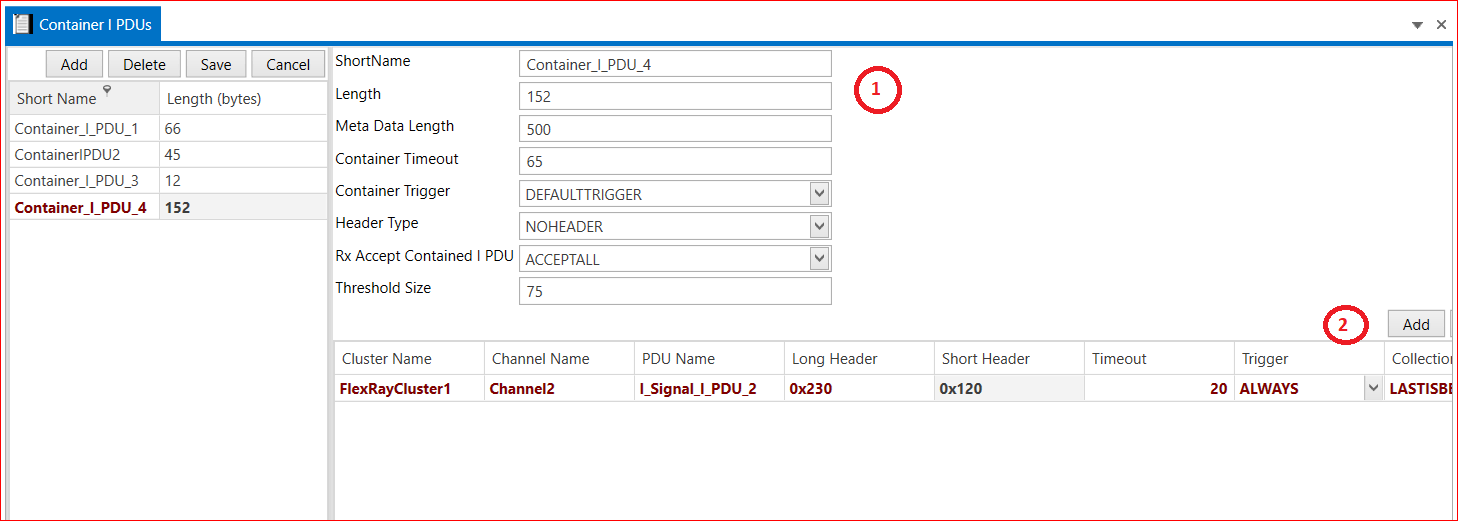 Container I PDUs
Add Delete Save Cancel
Short Name Length (bytes)
Container_I_PDU_1 66
ContainerIPDU2 45
Container_I_PDU_3 12
Container_I_PDU_4 152
ShortName Container_I_PDU_4
1
Length 152
Meta Data Length 500
Container Timeout 65
Container Trigger DEFAULTTRIGGER
Header Type NOHEADER
Rx Accept Contained I PDU ACCEPTALL
Threshold Size 75
2 Add
Cluster Name Channel Name PDU Name Long Header Short Header Timeout Trigger Collection
FlexRayCluster1 Channel2 I_Signal_I_PDU_2 0x230 0x120 20 ALWAYS LASTISBE